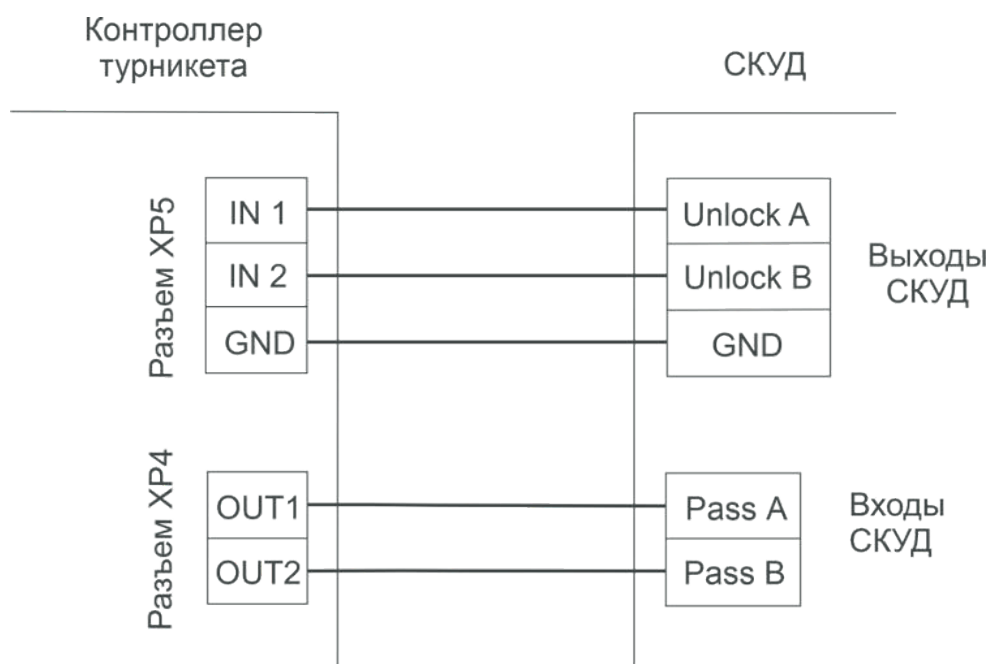 Контроллер
турникета
СКУД
Разъем XP5
IN 1
IN 2
GND
Unlock A
Unlock B
GND
Выходы
СКУД
Разъем XP4
OUT1
OUT2
Pass A
Pass B
Входы
СКУД